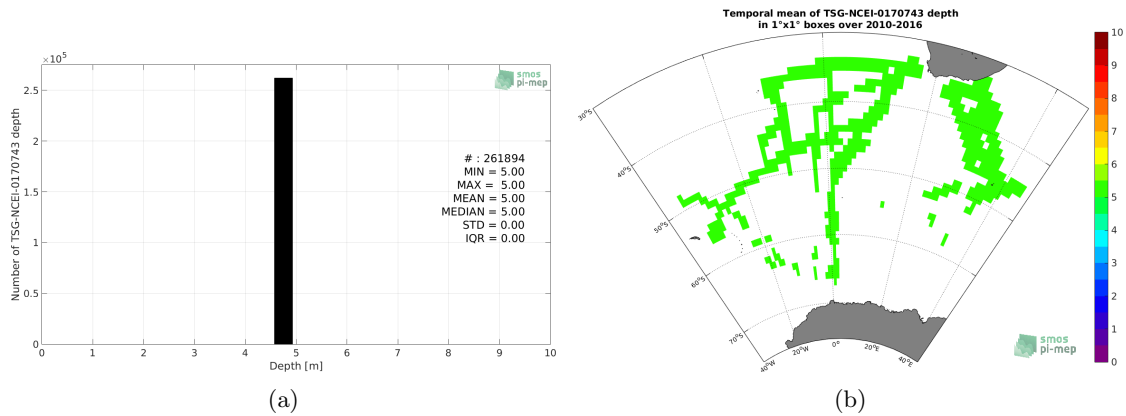 ×10⁵
2.5
2
1.5
1
0.5
0
0 1 2 3 4 5 6 7 8 9 10
Depth [m]
Number of TSG-NCEI-0170743 depth
smos
pi-mep
# : 261894
MIN = 5.00
MAX = 5.00
MEAN = 5.00
MEDIAN = 5.00
STD = 0.00
IQR = 0.00
(a)
Temporal mean of TSG-NCEI-0170743 depth
in 1°x1° boxes over 2010-2016
30°S
40°S
50°S
60°S
70°S
40°W
20°W
0°
20°E
40°E
10
9
8
7
6
5
4
3
2
1
0
smos
pi-mep
(b)